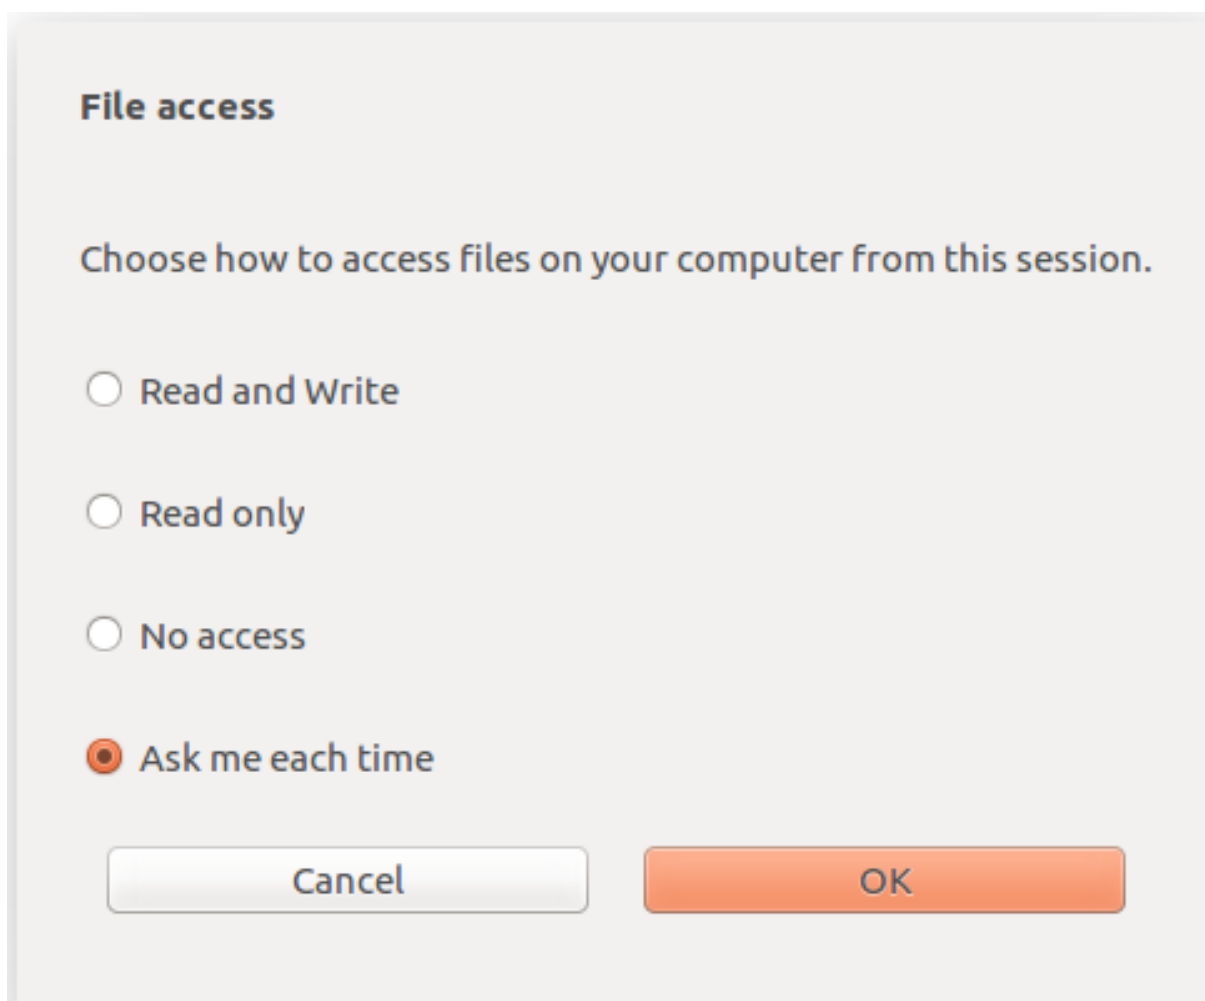 File access
Choose how to access files on your computer from this session.
Read and Write
Read only
No access
Ask me each time
Cancel OK